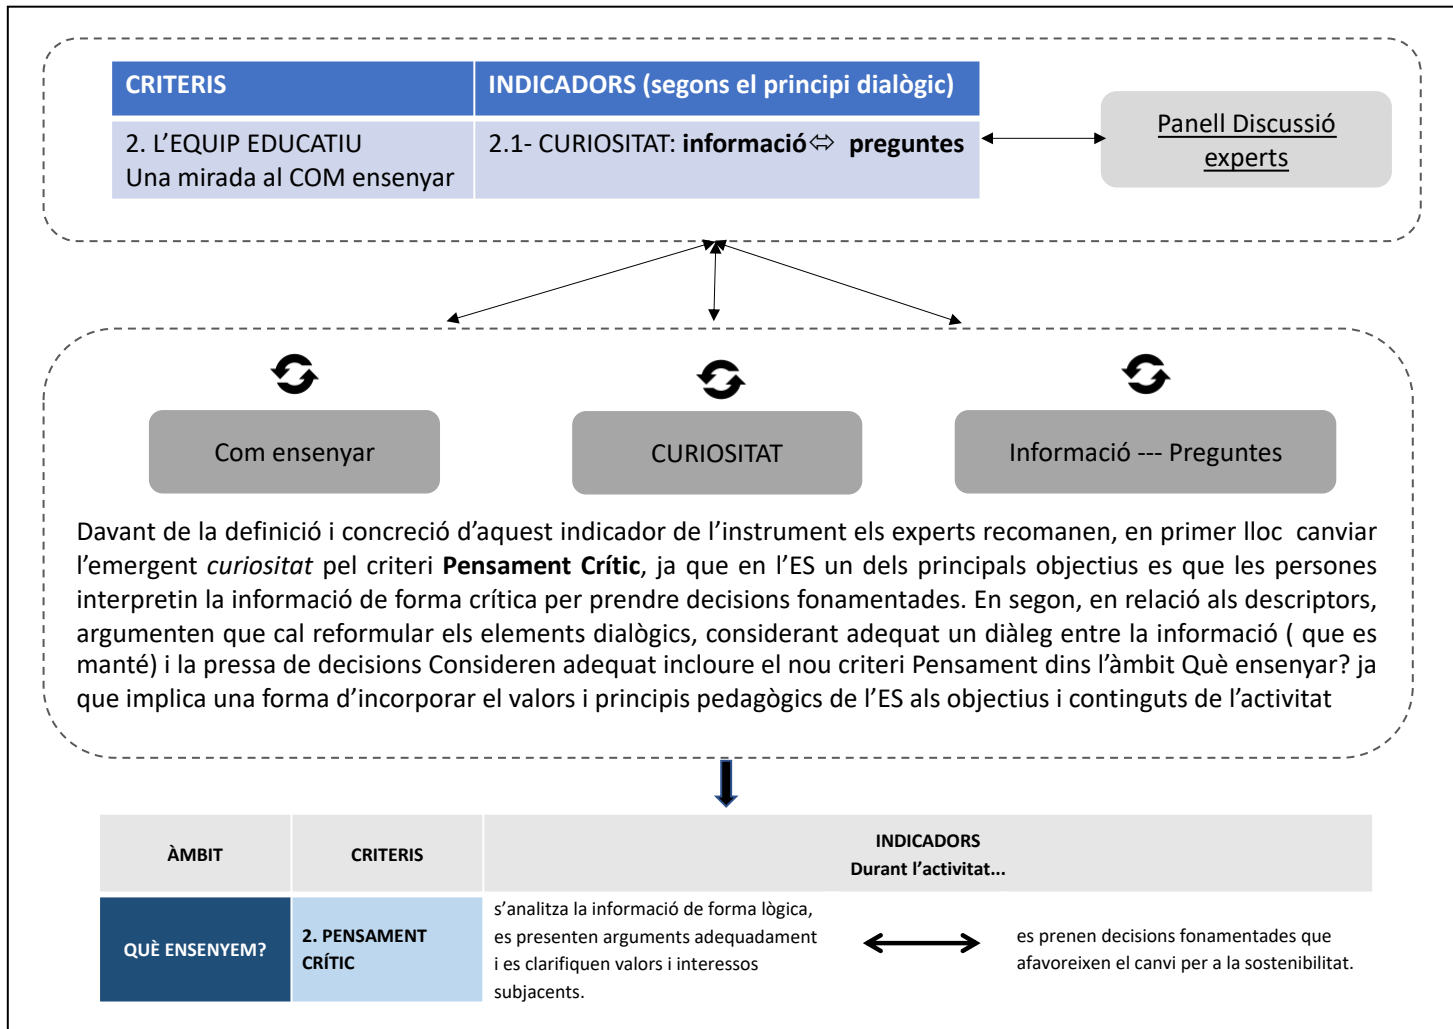 CRITERIS
INDICADORS (segons el principi dialògic)
2. L’EQUIP EDUCATIU
Una mirada al COM ensenyar
2.1- CURIOSITAT: informació⬄ preguntes
Panell Discussió
experts
Com ensenyar
CURIOSITAT
Informació --- Preguntes
Davant de la definició i concreció d’aquest indicador de l’instrument els experts recomanen, en primer lloc canviar
l’emergent curiositat pel criteri Pensament Crític, ja que en l’ES un dels principals objectius es que les persones
interpretin la informació de forma crítica per prendre decisions fonamentades. En segon, en relació als descriptors,
argumenten que cal reformular els elements dialògics, considerant adequat un diàleg entre la informació ( que es
manté) i la pressa de decisions Consideren adequat incloure el nou criteri Pensament dins l’àmbit Què ensenyar? ja
que implica una forma d’incorporar el valors i principis pedagògics de l’ES als objectius i continguts de l’activitat
ÀMBIT
CRITERIS
INDICADORS
Durant l’activitat...
QUÈ ENSENYEM?
2. PENSAMENT
CRÍTIC
s’analitza la informació de forma lògica,
es presenten arguments adequadament
i es clarifiquen valors i interessos
subjacents.
es prenen decisions fonamentades que
afavoreixen el canvi per a la sostenibilitat.